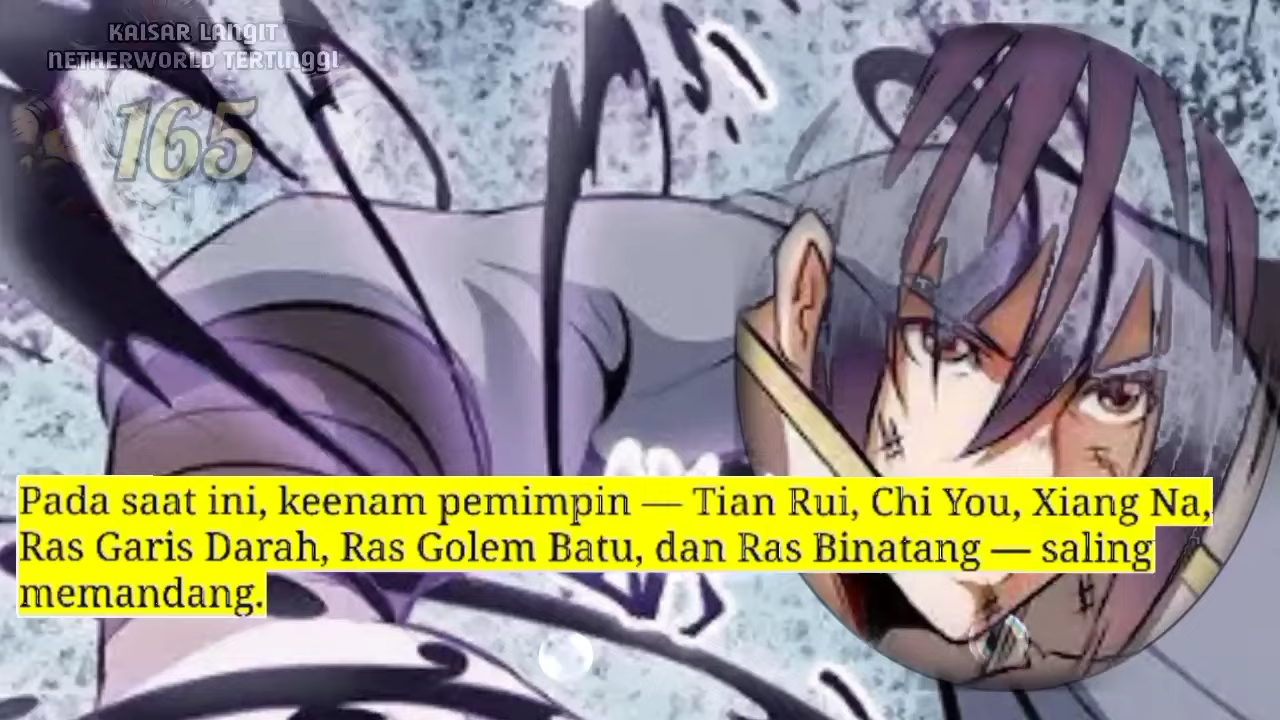 KAISAR LANGIT
NETHERWORLD TERTINGGI
165
Pada saat ini, keenam pemimpin — Tian Rui, Chi You, Xiang Na,
Ras Garis Darah, Ras Golem Batu, dan Ras Binatang — saling
memandang.